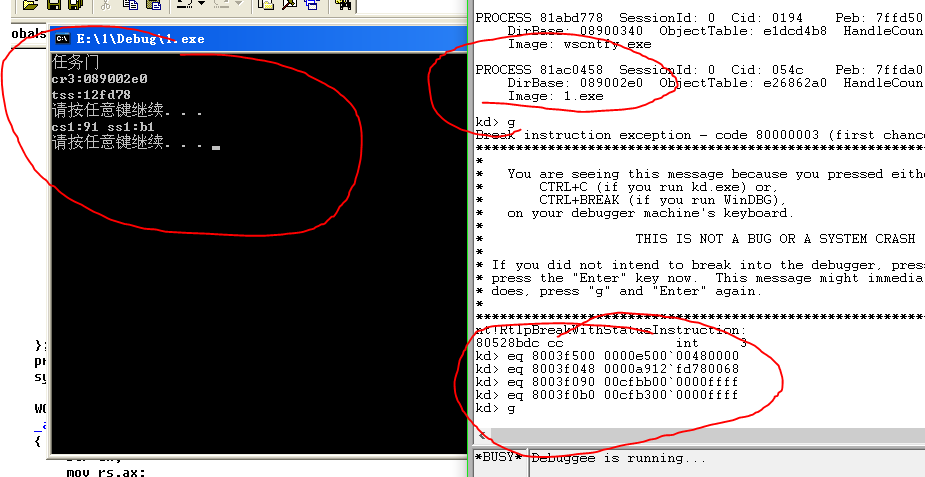 obals
E:\1\Debug\1.exe
任务门
cr3:089002e0
tss:12fd78
请按任意键继续. . .
cs1:91 ss1:b1
请按任意键继续. . .
};
pr
sy
WO
_a
{
mov rs,ax;
PROCESS 81abd778  SessionId: 0  Cid: 0194    Peb: 7ffd50
DirBase: 08900340  ObjectTable: e1dcd4b8  HandleCoun
Image: wscntfy.exe
PROCESS 81ac0458  SessionId: 0  Cid: 054c    Peb: 7ffda0
DirBase: 089002e0  ObjectTable: e26862a0  HandleCoun
Image: 1.exe
kd> g
Break instruction exception - code 80000003 (first chance
*******************************************************
*
*   You are seeing this message because you pressed eithe
*       CTRL+C (if you run kd.exe) or,
*       CTRL+BREAK (if you run WinDBG),
*   on your debugger machine's keyboard.
*
*                   THIS IS NOT A BUG OR A SYSTEM CRASH
*
* If you did not intend to break into the debugger, pres
* press the "Enter" key now.  This message might immedia
* does, press "g" and "Enter" again.
*
*******************************************************
nt!RtlpBreakWithStatusInstruction:
80528bdc cc              int     3
kd> eq 8003f500 0000e500`00480000
kd> eq 8003f048 0000a912`fd780068
kd> eq 8003f090 00cfbb00`0000ffff
kd> eq 8003f0b0 00cfb300`0000ffff
kd> g
*BUSY* Debuggee is running...